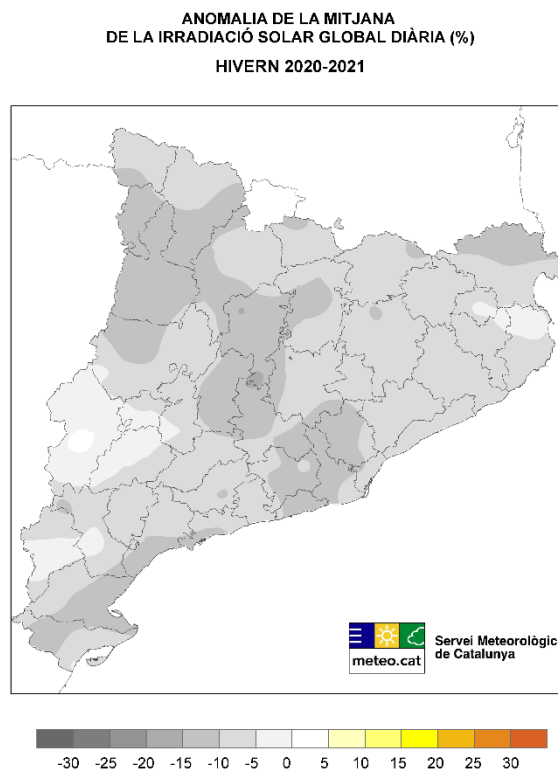 ANOMALIA DE LA MITJANA
DE LA IRRADIACIÓ SOLAR GLOBAL DIÀRIA (%)
HIVERN 2020-2021
meteo.cat
Servei Meteorològic
de Catalunya
-30 -25 -20 -15 -10 -5 0 5 10 15 20 25 30